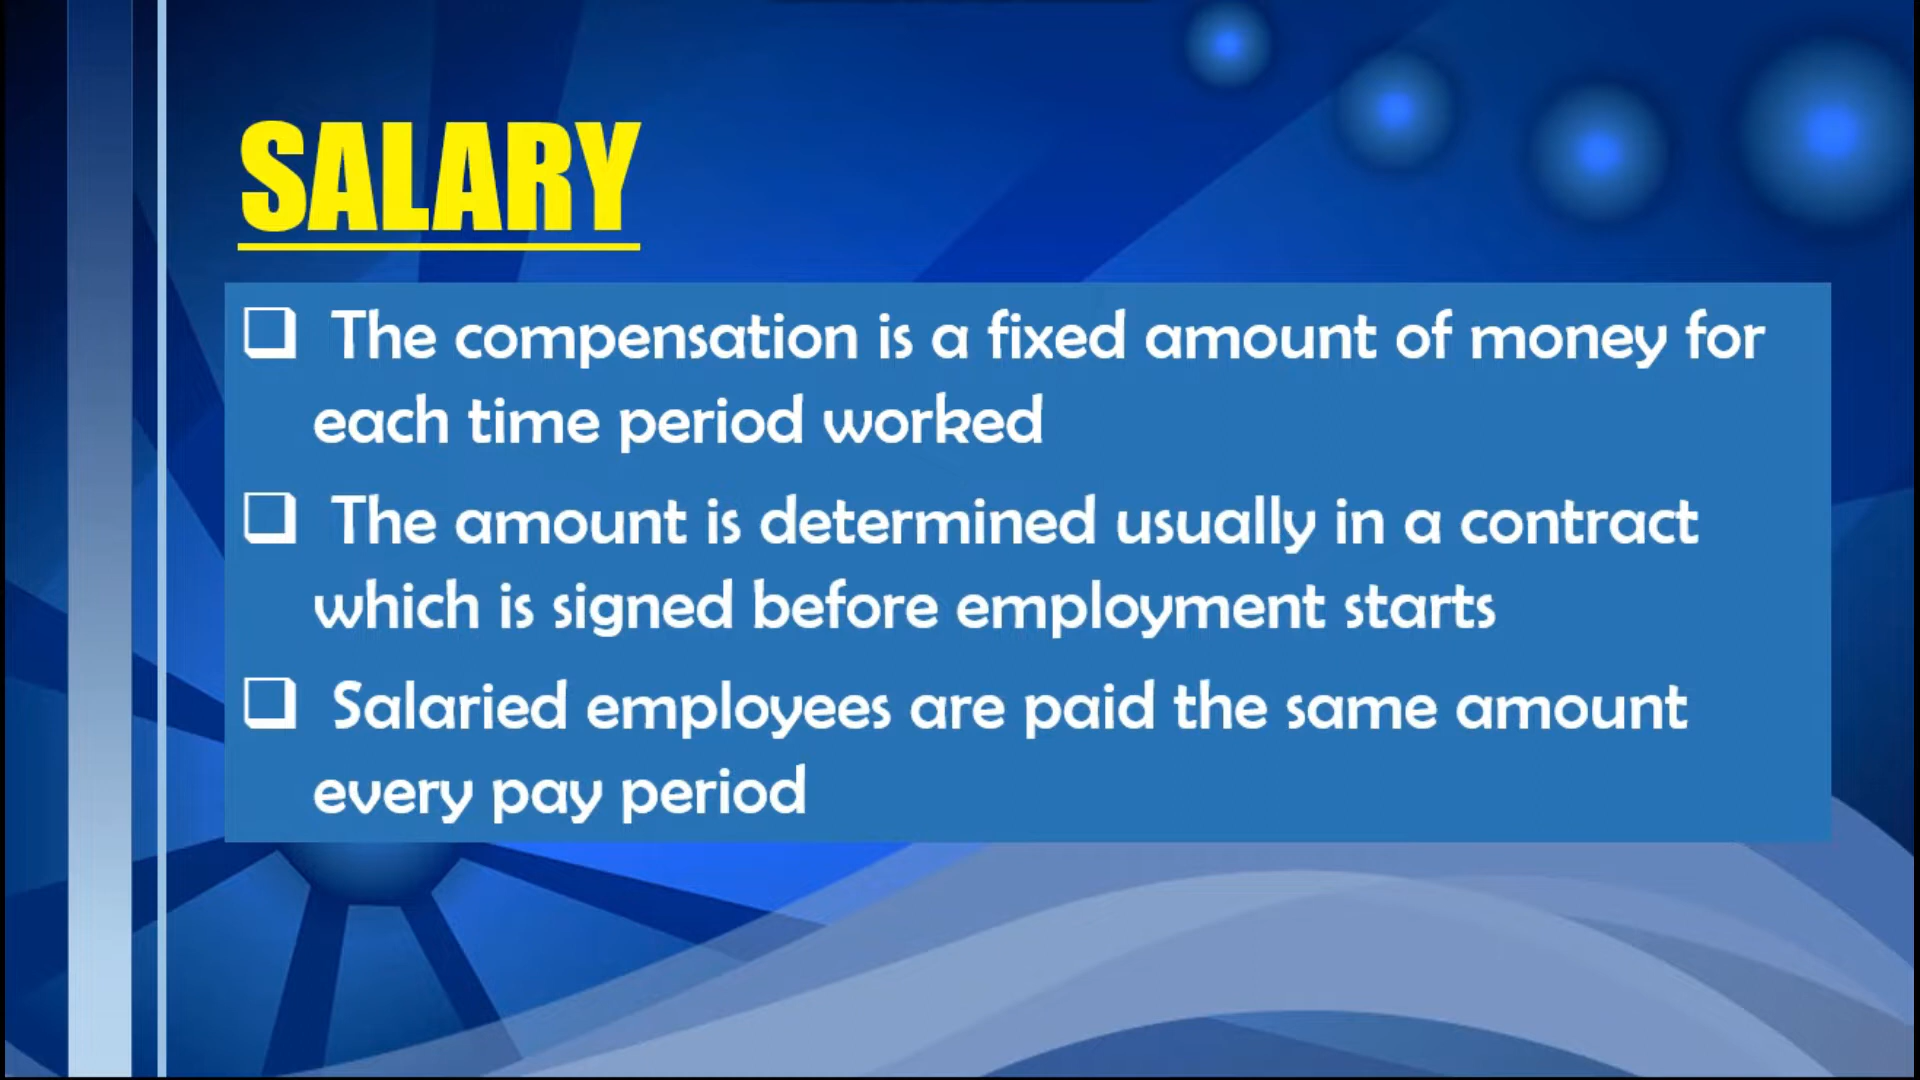 SALARY
❑ The compensation is a fixed amount of money for
each time period worked
❑ The amount is determined usually in a contract
which is signed before employment starts
❑ Salaried employees are paid the same amount
every pay period